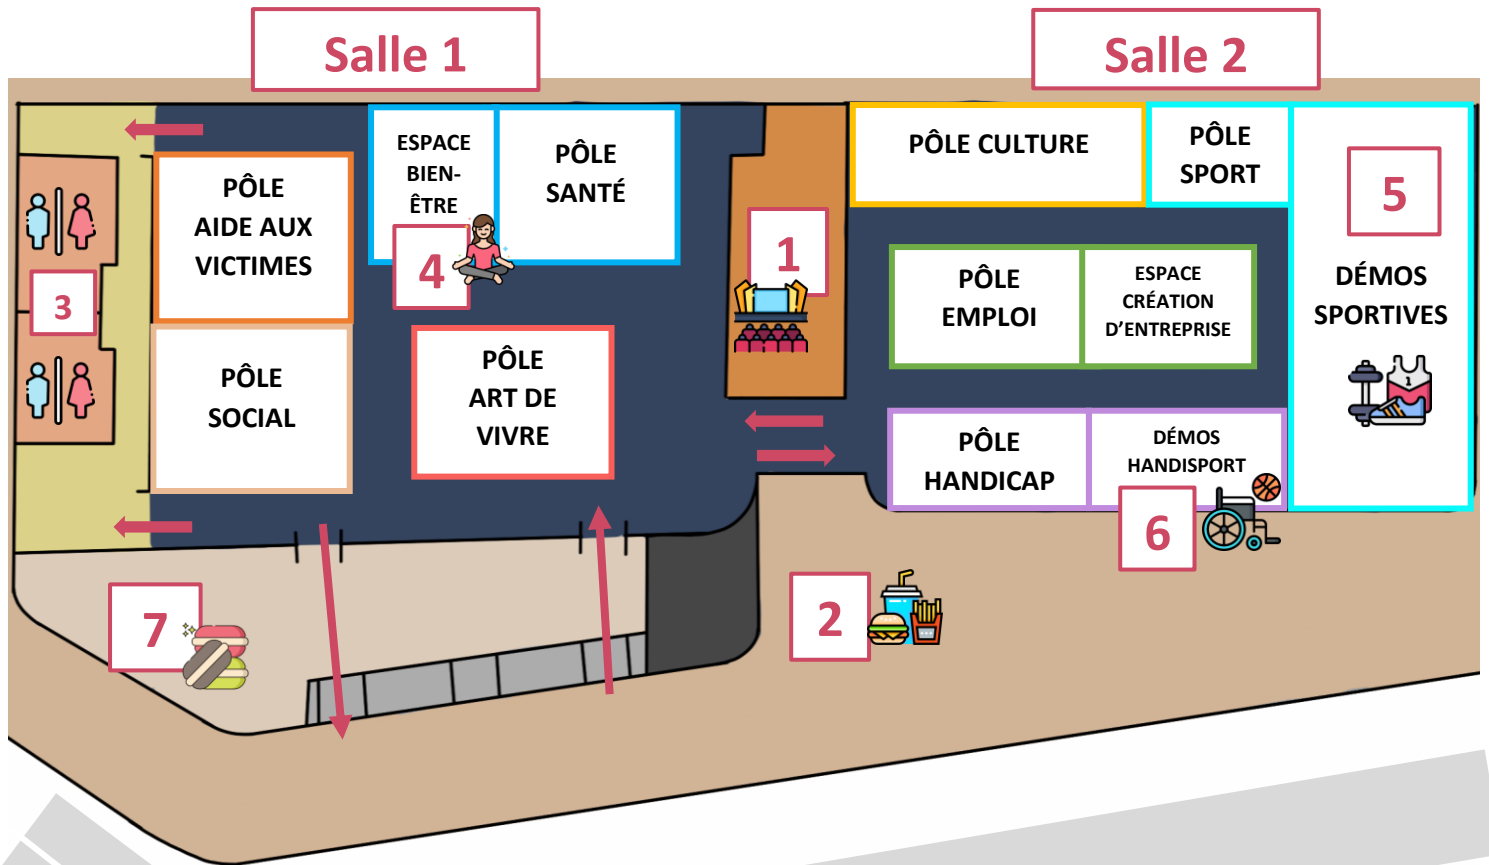 Salle 1
Salle 2
PÔLE
AIDE AUX
VICTIMES
ESPACE
BIEN-
ÊTRE
4
PÔLE
SANTÉ
3
PÔLE
SOCIAL
PÔLE
ART DE
VIVRE
1
PÔLE CULTURE
PÔLE
SPORT
5
DÉMOS
SPORTIVES
1
PÔLE
EMPLOI
ESPACE
CRÉATION
D'ENTREPRISE
PÔLE
HANDICAP
DÉMOS
HANDISPORT
6
7
2